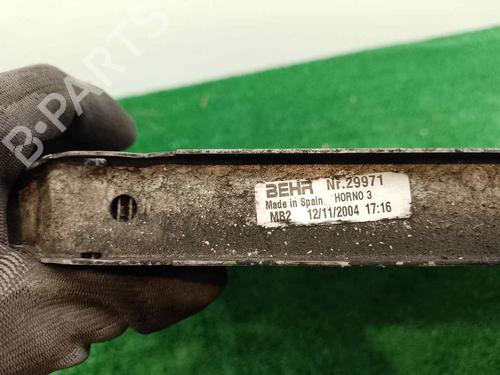 B-PARTS
BEHR Nr.29971
Made in Spain HORNO 3
MB2 12/11/2004 17:16